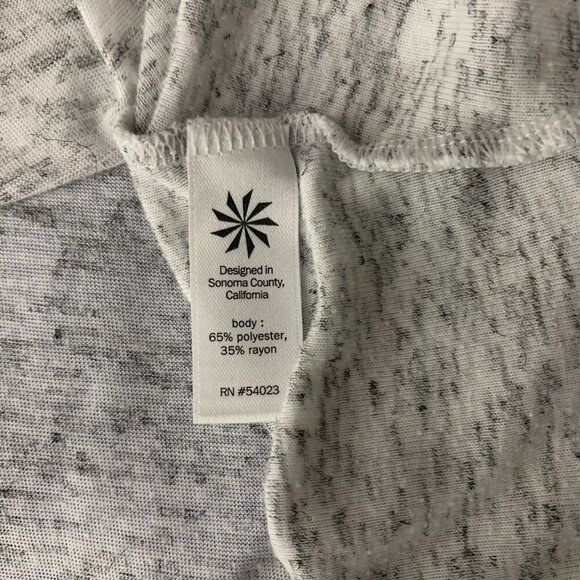 Designed in
Sonoma County,
California
body :
65% polyester,
35% rayon
RN #54023